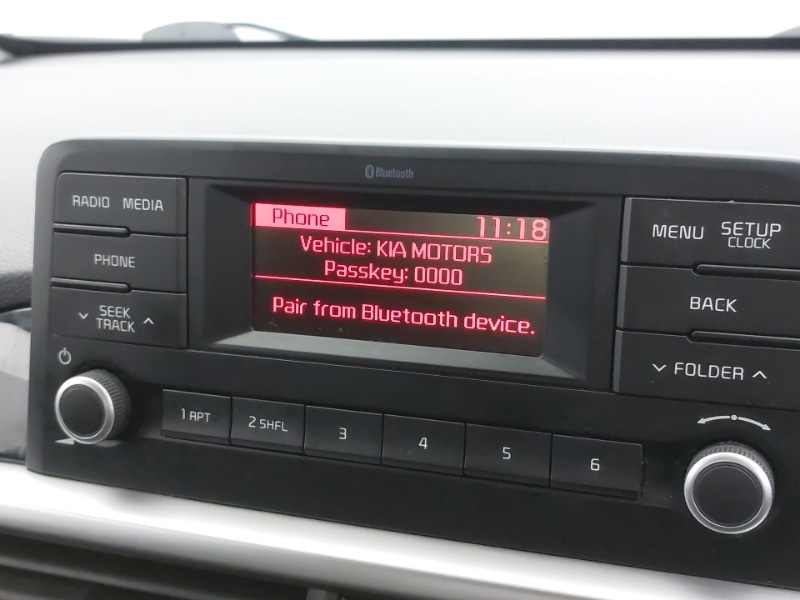 Bluetooth
RADIO MEDIA
PHONE
SEEK
TRACK
Phone 11:18
Vehicle: KIA MOTORS
Passkey: 0000
Pair from Bluetooth device.
MENU SETUP
CLOCK
BACK
FOLDER
1 RPT
2 SHFL
3
4
5
6